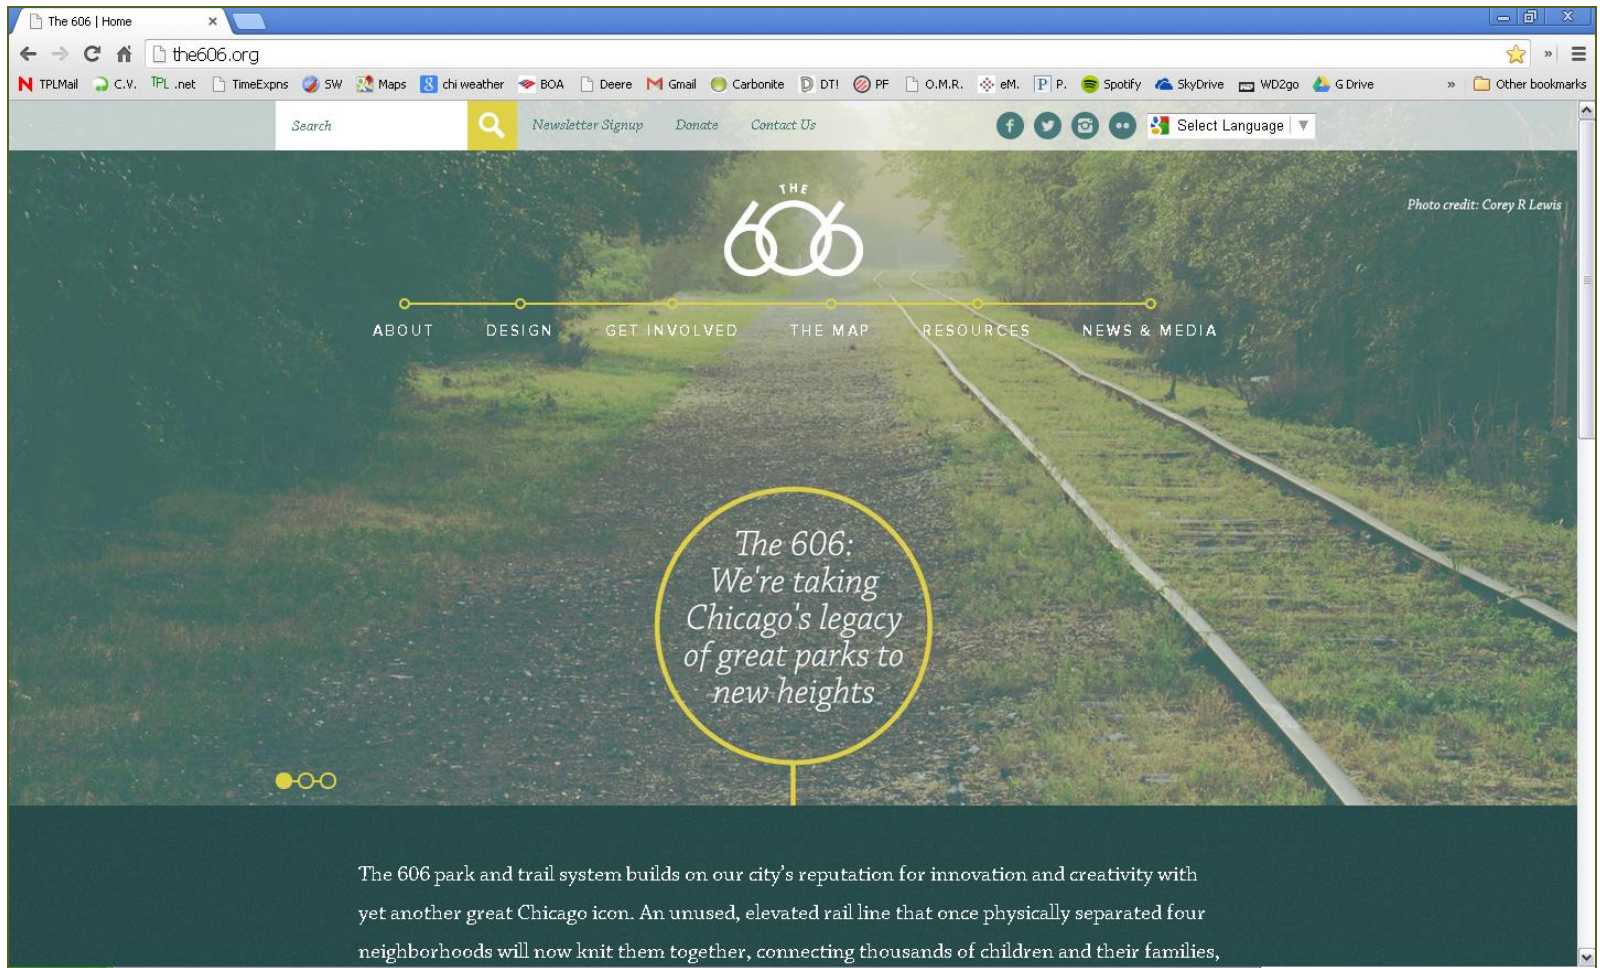 The 606 | Home
the606.org
TPLMail C.V. TPL .net TimeExpns SW Maps 8 chi weather BOA Deere Gmail Carbonite D DTI PF O.M.R. eM. P P. Spotify SkyDrive WD2go G Drive » Other bookmarks
Search Newsletter Signup Donate Contact Us Select Language
THE
606
Photo credit: Corey R Lewis
ABOUT DESIGN GET INVOLVED THE MAP RESOURCES NEWS & MEDIA
The 606:
We're taking
Chicago's legacy
of great parks to
new heights
The 606 park and trail system builds on our city's reputation for innovation and creativity with
yet another great Chicago icon. An unused, elevated rail line that once physically separated four
neighborhoods will now knit them together, connecting thousands of children and their families,